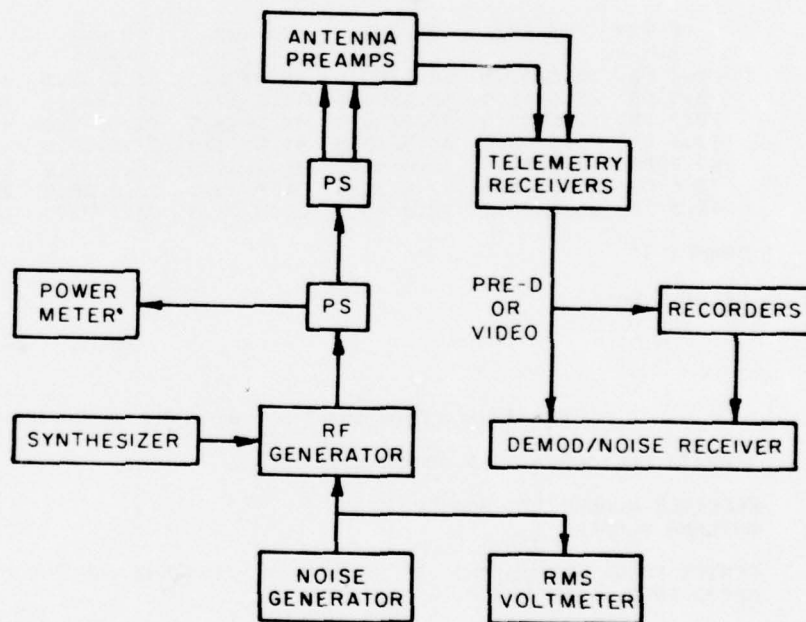 ANTENNA
PREAMPS
PS
TELEMETRY
RECEIVERS
POWER
METER*
PS
PRE-D
OR
VIDEO
RECORDERS
SYNTHESIZER
RF
GENERATOR
DEMOD/NOISE RECEIVER
NOISE
GENERATOR
RMS
VOLTMETER